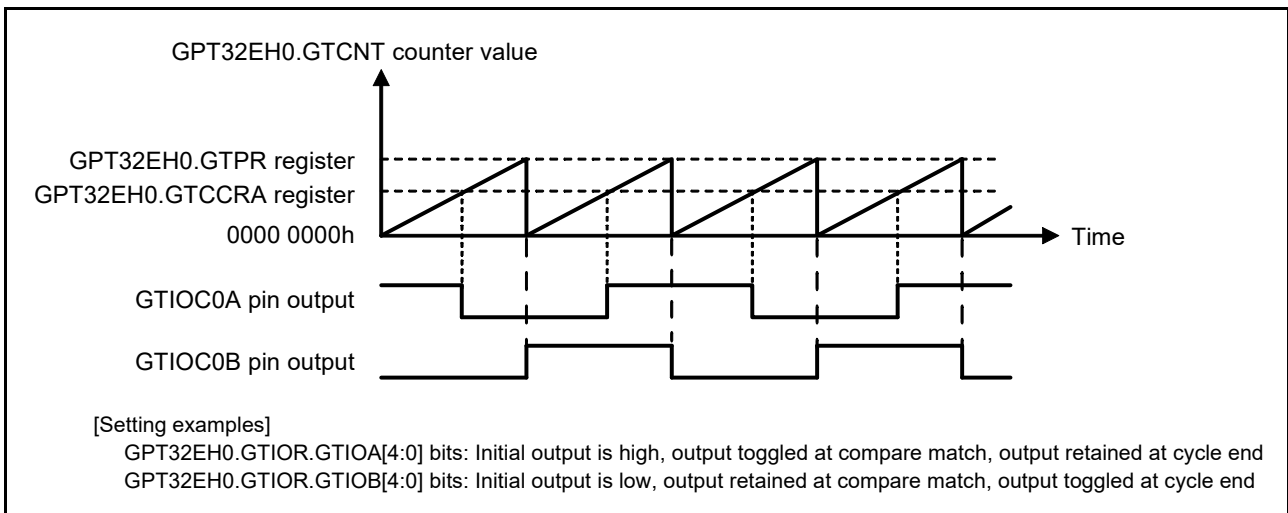 GPT32EH0.GTCNT counter value
GPT32EH0.GTPR register
GPT32EH0.GTCCRA register
0000 0000h
Time
GTIOC0A pin output
GTIOC0B pin output
[Setting examples]
GPT32EH0.GTIOR.GTIOA[4:0] bits: Initial output is high, output toggled at compare match, output retained at cycle end
GPT32EH0.GTIOR.GTIOB[4:0] bits: Initial output is low, output retained at compare match, output toggled at cycle end